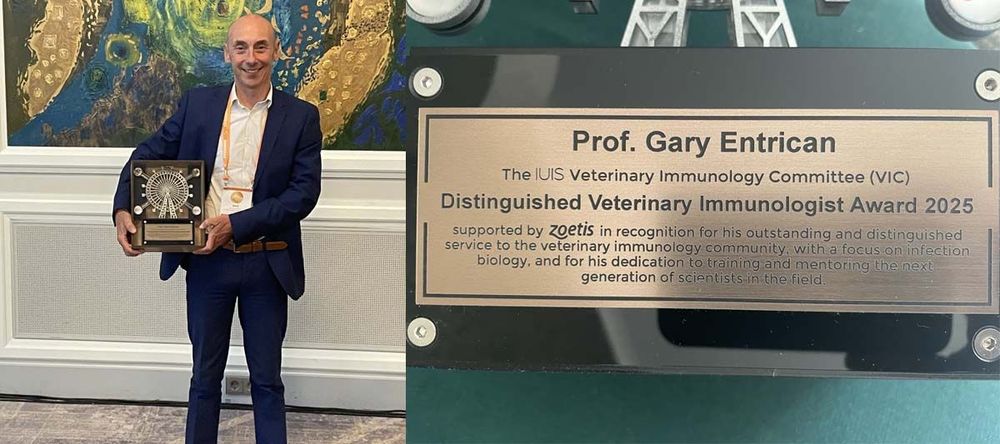 Prof. Gary Entrican
The IUIS Veterinary Immunology Committee (VIC)
Distinguished Veterinary Immunologist Award 2025
supported by zoetis in recognition for his outstanding and distinguished
service to the veterinary immunology community, with a focus on infection
biology, and for his dedication to training and mentoring the next
generation of scientists in the field.